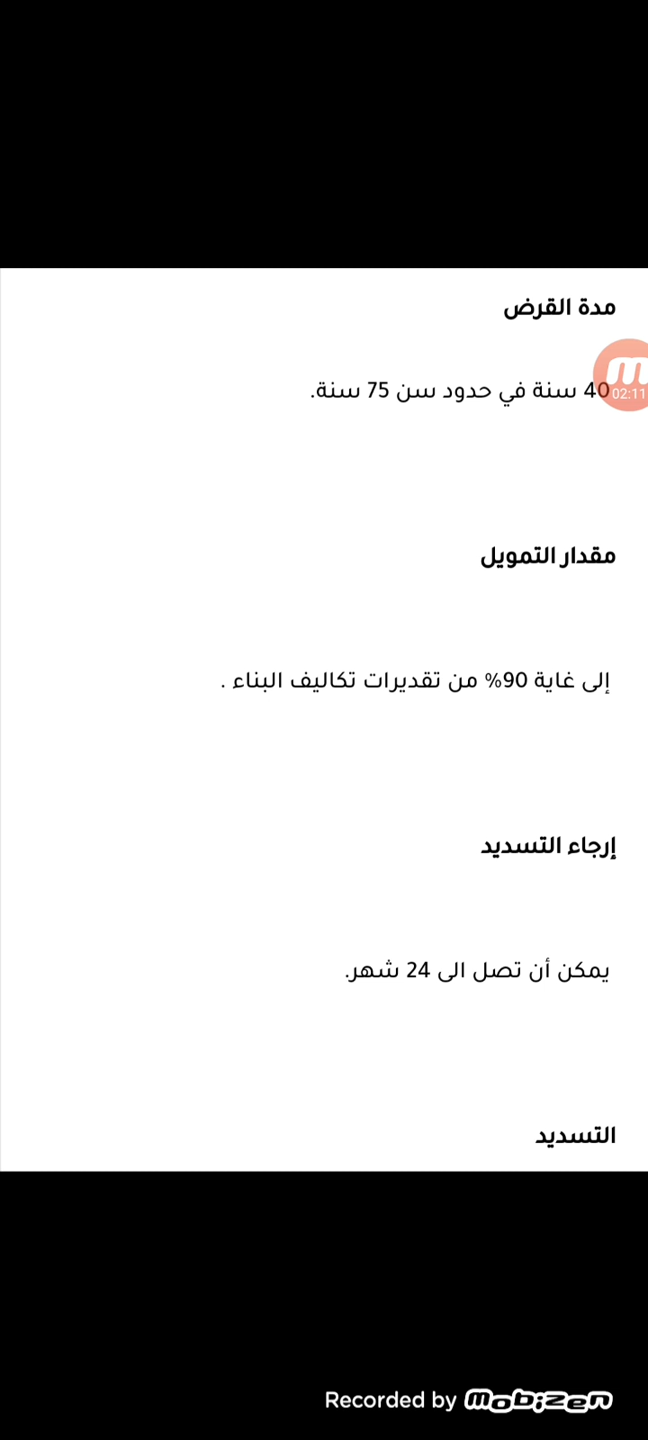 مدة القرض
40 سنة في حدود سن 75 سنة.
02:11
مقدار التمويل
إلى غاية 90% من تقديرات تكاليف البناء .
إرجاء التسديد
يمكن أن تصل الى 24 شهر.
التسديد
Recorded by mobizen